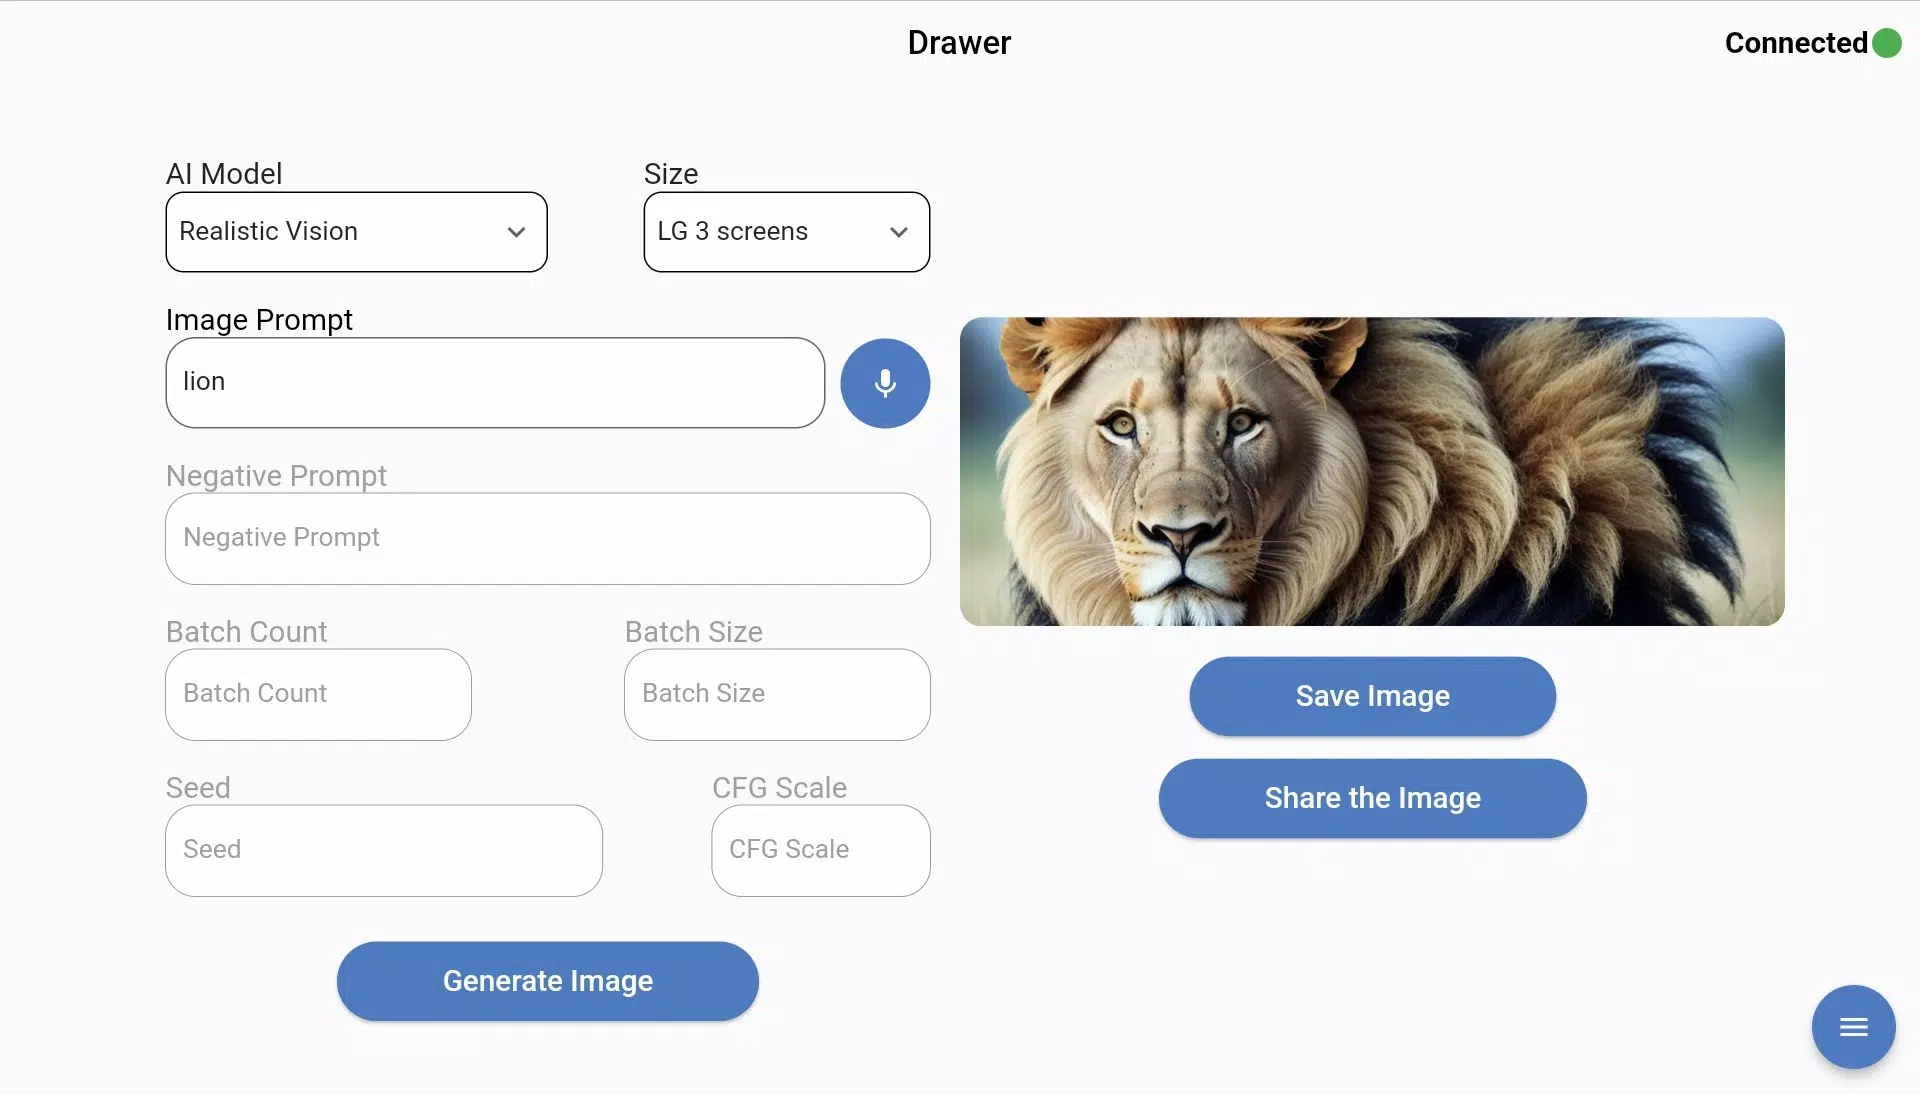 Drawer
Connected
AI Model
Size
Realistic Vision
LG 3 screens
Image Prompt
lion
Negative Prompt
Negative Prompt
Batch Count
Batch Size
Batch Count
Batch Size
Seed
CFG Scale
Seed
CFG Scale
Generate Image
Save Image
Share the Image